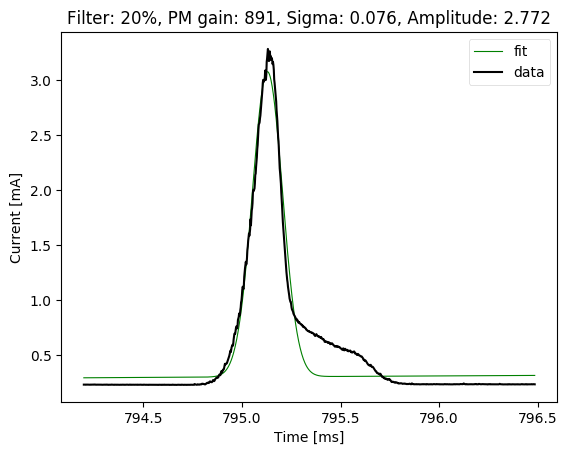 Filter: 20%, PM gain: 891, Sigma: 0.076, Amplitude: 2.772
fit
data
3.0
2.5
2.0
1.5
1.0
0.5
Current [mA]
794.5
795.0
795.5
796.0
796.5
Time [ms]